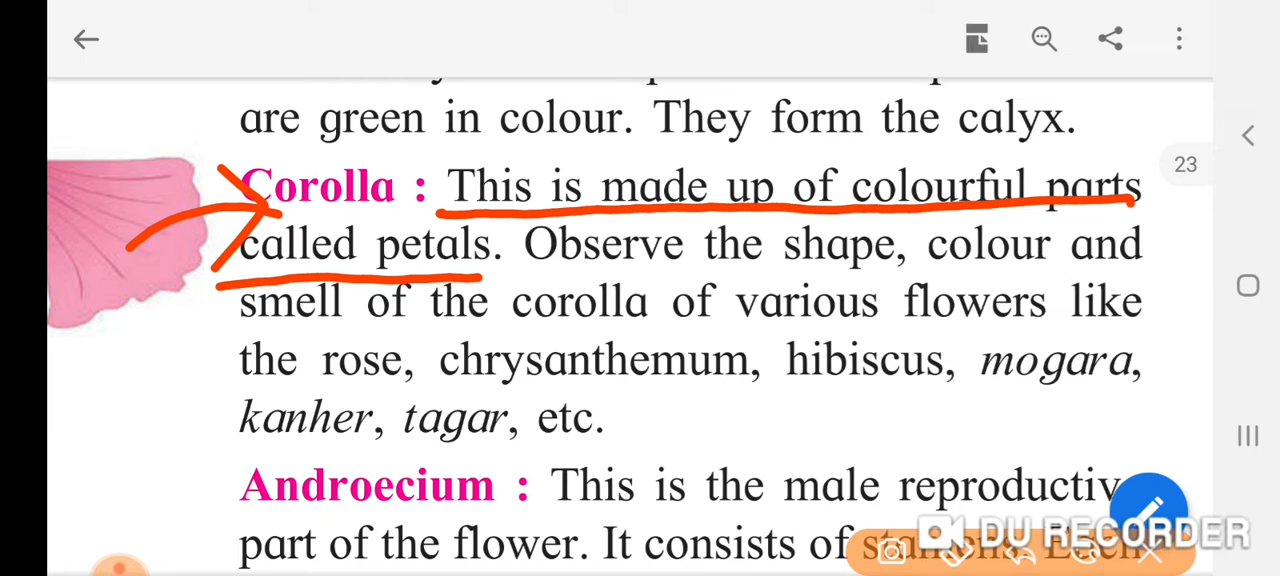 are green in colour. They form the calyx.
23
Corolla : This is made up of colourful parts
called petals. Observe the shape, colour and
smell of the corolla of various flowers like
the rose, chrysanthemum, hibiscus, mogara,
kanher, tagar, etc.
Androecium : This is the male reproductiv
part of the flower. It consists of stamens. Each
DU RECORDER